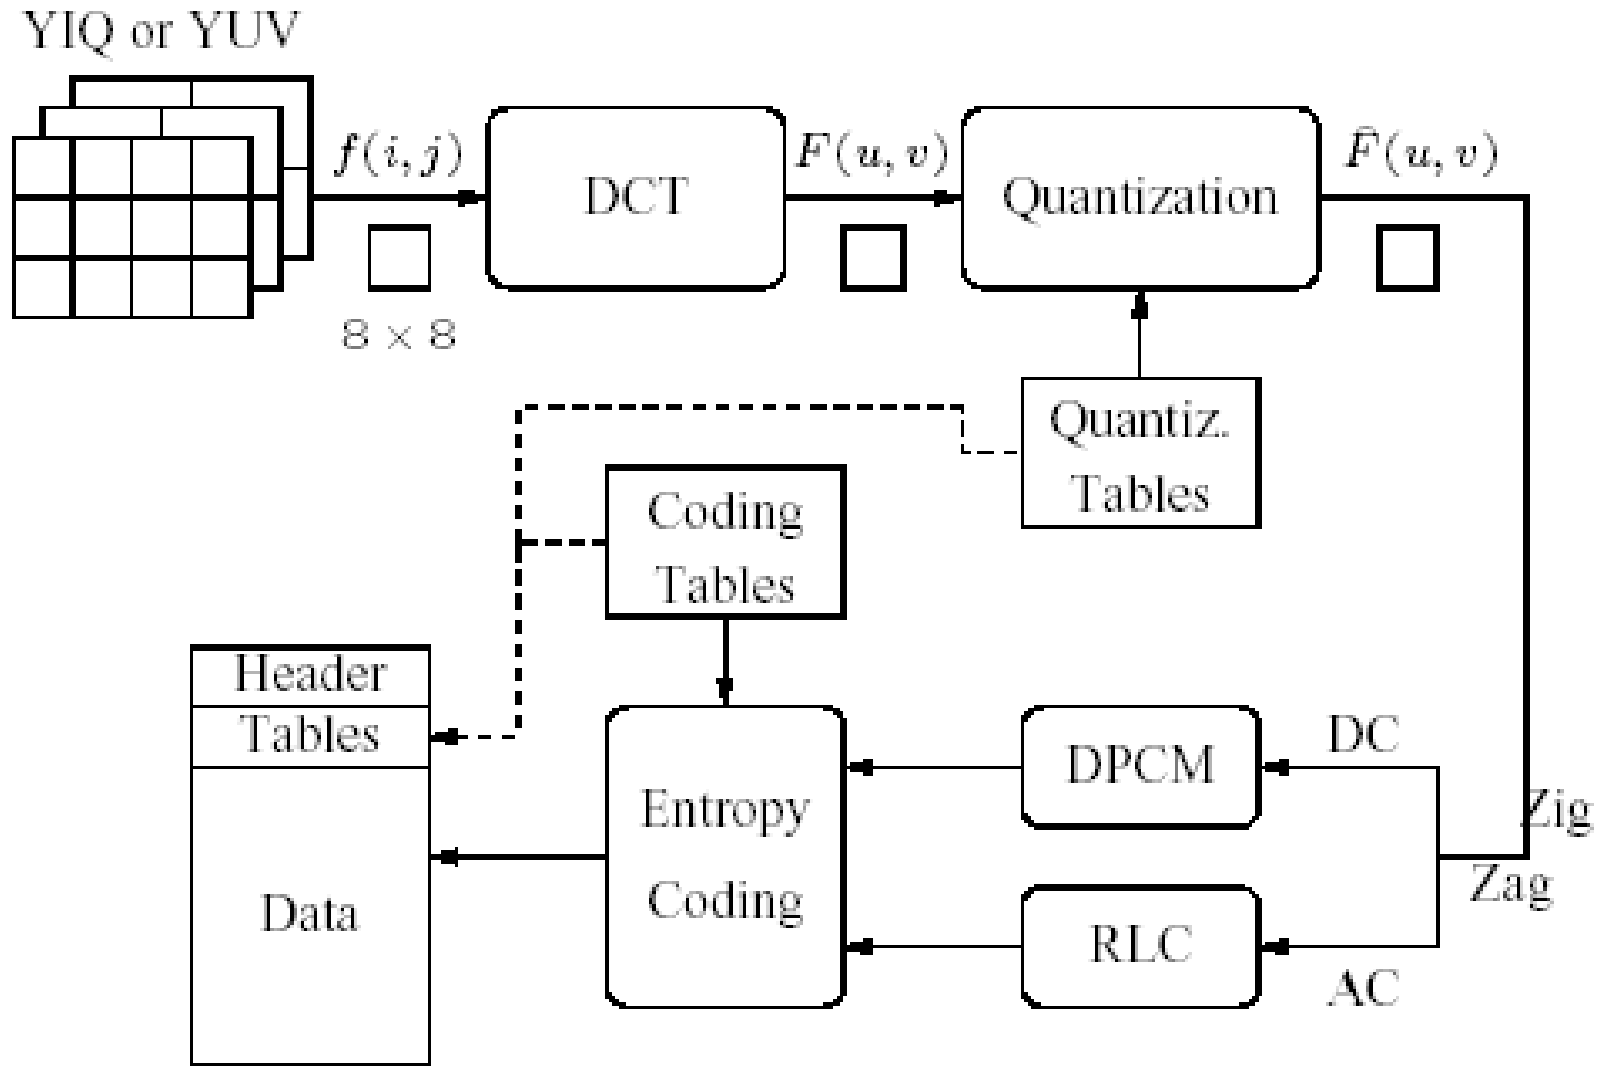 YIQ or YUV
f(i, j)
DCT
F(u, v)
Quantization
F̂(u, v)
8 × 8
Quantiz.
Tables
Coding
Tables
Header
Tables
Data
Entropy
Coding
DPCM
DC
Zig
Zag
RLC
AC